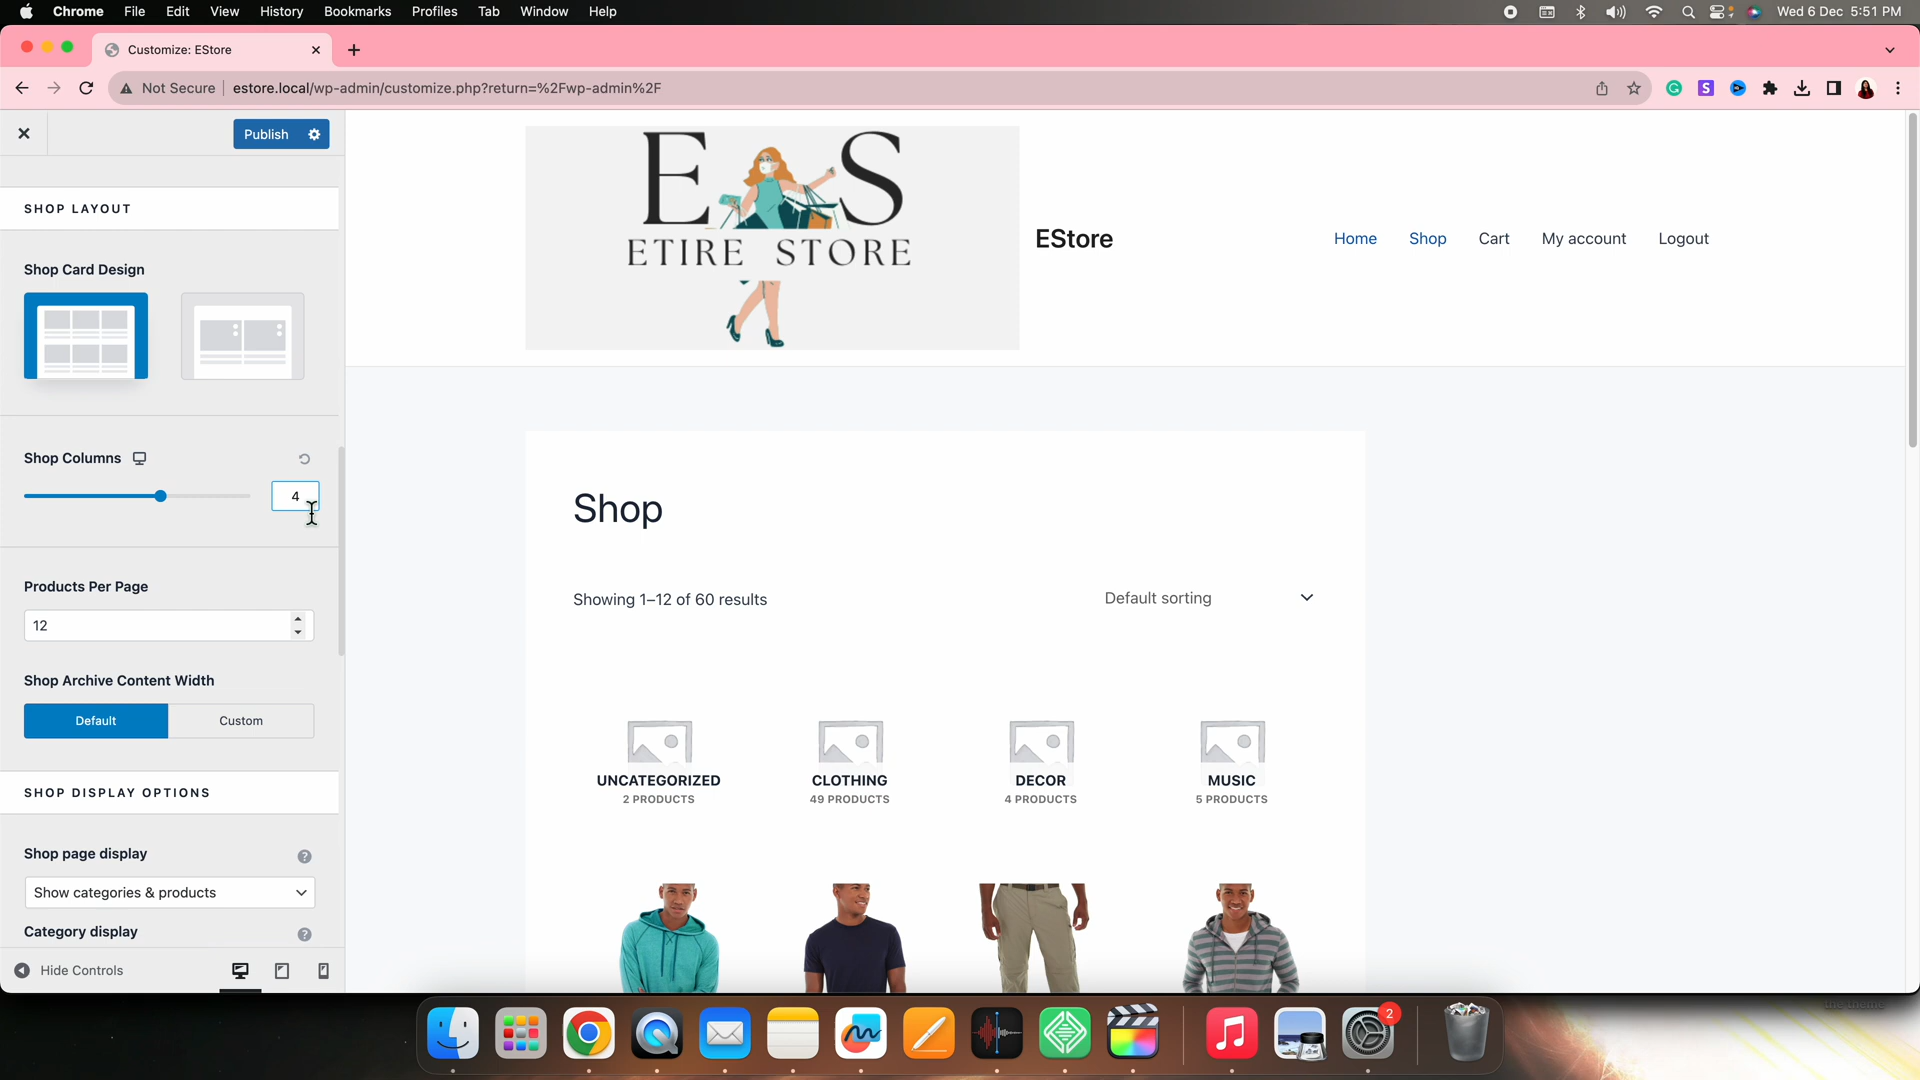 Chrome File Edit View History Bookmarks Profiles Tab Window Help Wed 6 Dec 5:51 PM
Customize: EStore
Not Secure estore.local/wp-admin/customize.php?return=%2Fwp-admin%2F
Publish
SHOP LAYOUT
Shop Card Design
Shop Columns
4
Products Per Page
12
Shop Archive Content Width
Default Custom
SHOP DISPLAY OPTIONS
Shop page display
Show categories & products
Category display
Hide Controls
E S
ETIRE STORE
EStore
Home Shop Cart My account Logout
Shop
Showing 1–12 of 60 results
Default sorting
UNCATEGORIZED
2 PRODUCTS
CLOTHING
49 PRODUCTS
DECOR
4 PRODUCTS
MUSIC
5 PRODUCTS
the theme
2